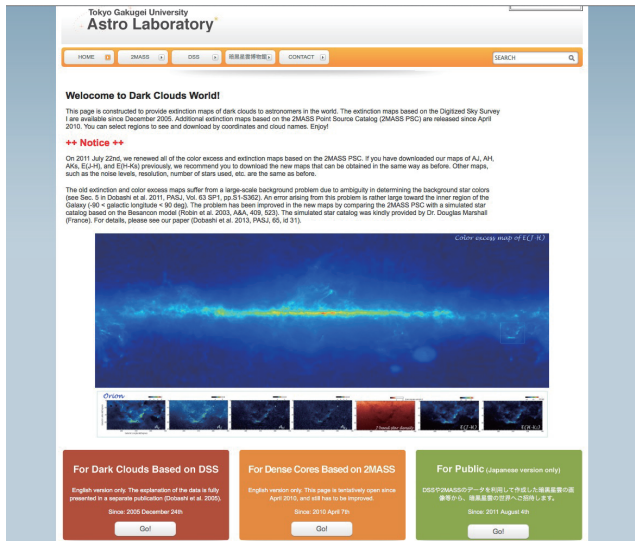 Tokyo Gakugei University
Astro Laboratory
HOME 2MASS DSS 暗黒星雲博物館 CONTACT SEARCH
Welcome to Dark Clouds World!
This page is constructed to provide extinction maps of dark clouds to astronomers in the world. The extinction maps based on the Digitized Sky Survey
I are available since December 2005. Additional extinction maps based on the 2MASS Point Source Catalog (2MASS PSC) are released since April
2010. You can select regions to see and download by coordinates and cloud names. Enjoy!
++ Notice ++
On 2011 July 22nd, we renewed all of the color excess and extinction maps based on the 2MASS PSC. If you have downloaded our maps of AJ, AH,
AKs, E(J-H), and E(H-Ks) previously, we recommend you to download the new maps that can be obtained in the same way as before. Other maps,
such as the noise levels, resolution, number of stars used, etc. are the same as before.
The old extinction and color excess maps suffer from a large-scale background problem due to ambiguity in determining the background star colors
(see Sec. 5 in Dobashi et al. 2011, PASJ, Vol. 63 SP1, pp.S1-S362). An error arising from this problem is rather large toward the inner region of the
Galaxy (-90 < galactic longitude < 90 deg). The problem has been improved in the new maps by comparing the 2MASS PSC with a simulated star
catalog based on the Besancon model (Robin et al. 2003, A&A, 409, 523). The simulated star catalog was kindly provided by Dr. Douglas Marshall
(France). For details, please see our paper (Dobashi et al. 2013, PASJ, 65, id 31).
Color excess map of E(J-H)
Orion
E(J-H)
For Dark Clouds Based on DSS
English version only. The explanation of the data is fully
presented in a separate publication (Dobashi et al. 2005).
Since: 2005 December 24th
Go!
For Dense Cores Based on 2MASS
English version only. This page is tentatively open since
April 2010, and still has to be improved.
Since: 2010 April 7th
Go!
For Public (Japanese version only)
DSSや2MASSのデータを利用して作成した暗黒星雲の画
像等から、暗黒星雲の世界へご招待します。
Since: 2011 August 4th
Go!